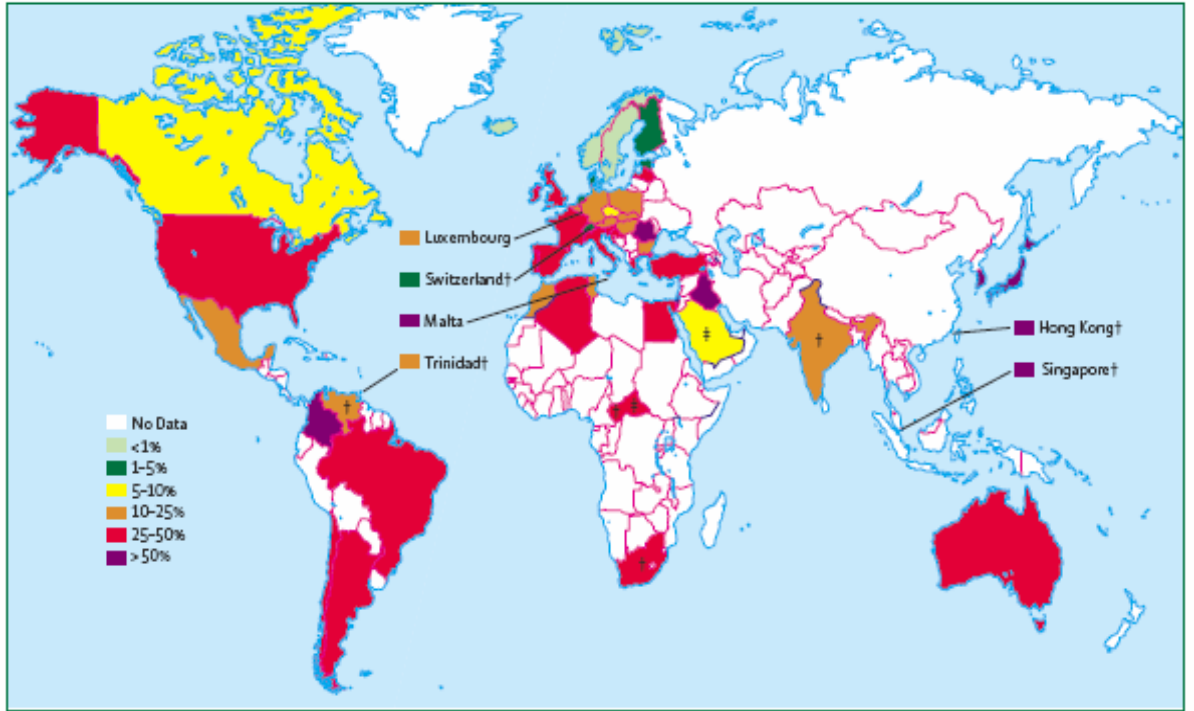 Luxembourg
Switzerland†
Malta
Trinidad†
Hong Kong†
Singapore†
†
‡
†
‡
‡
†
No Data
<1%
1–5%
5–10%
10–25%
25–50%
>50%